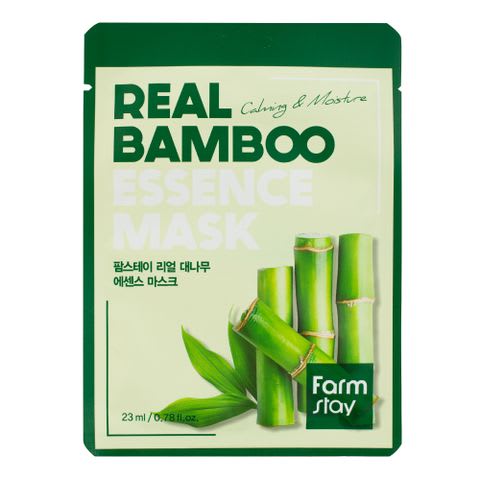 REAL
Calming & Moisture
BAMBOO
ESSENCE
MASK
팜스테이 리얼 대나무
에센스 마스크
23 ml / 0.78 fl.oz.
Farm
stay